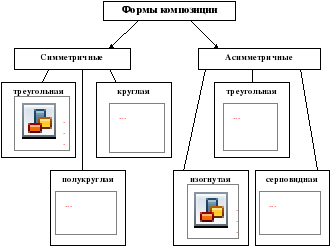 Формы композиции
Симметричные
Асимметричные
треугольная
круглая
треугольная
полукруглая
изогнутая
серповидная